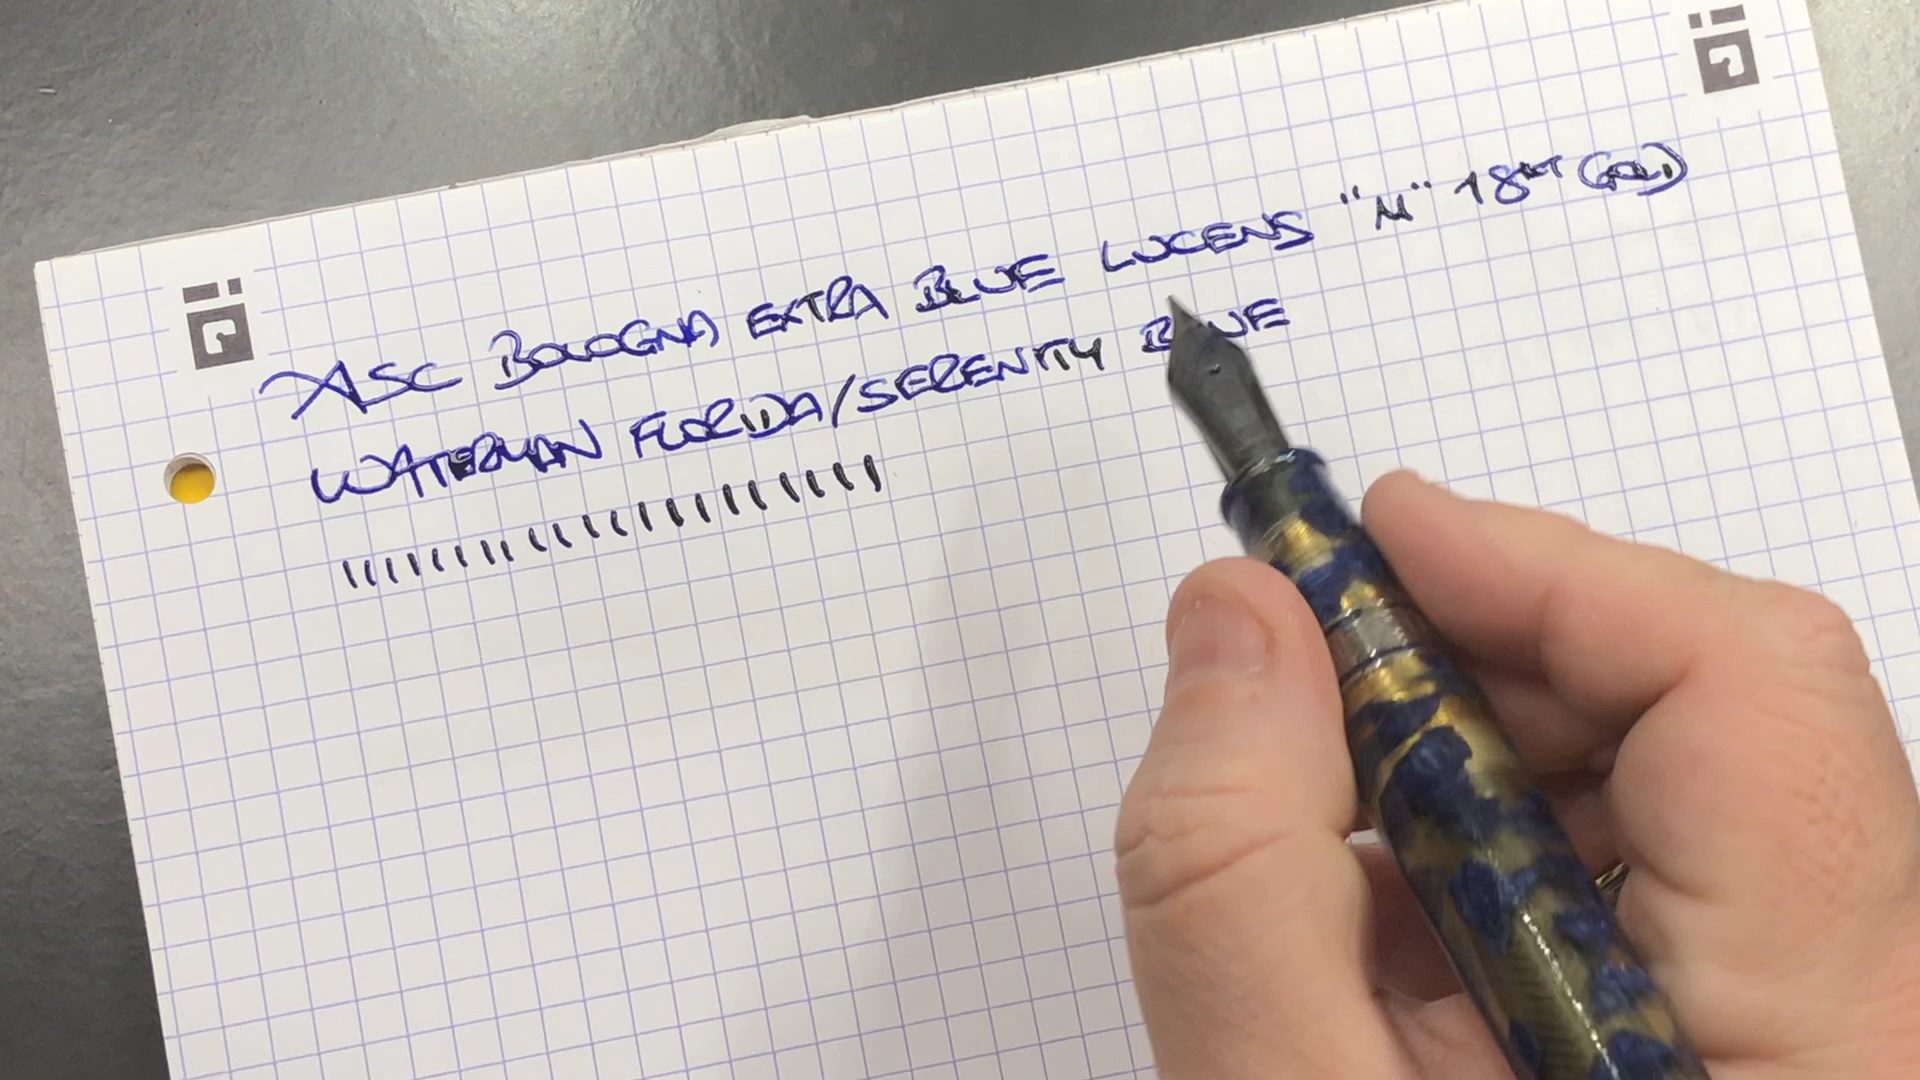 ASC BOLOGNA EXTRA BLUE LUCENS "M" 18KT GOLD
WATERMAN FLORIDA/SERENITY BLUE